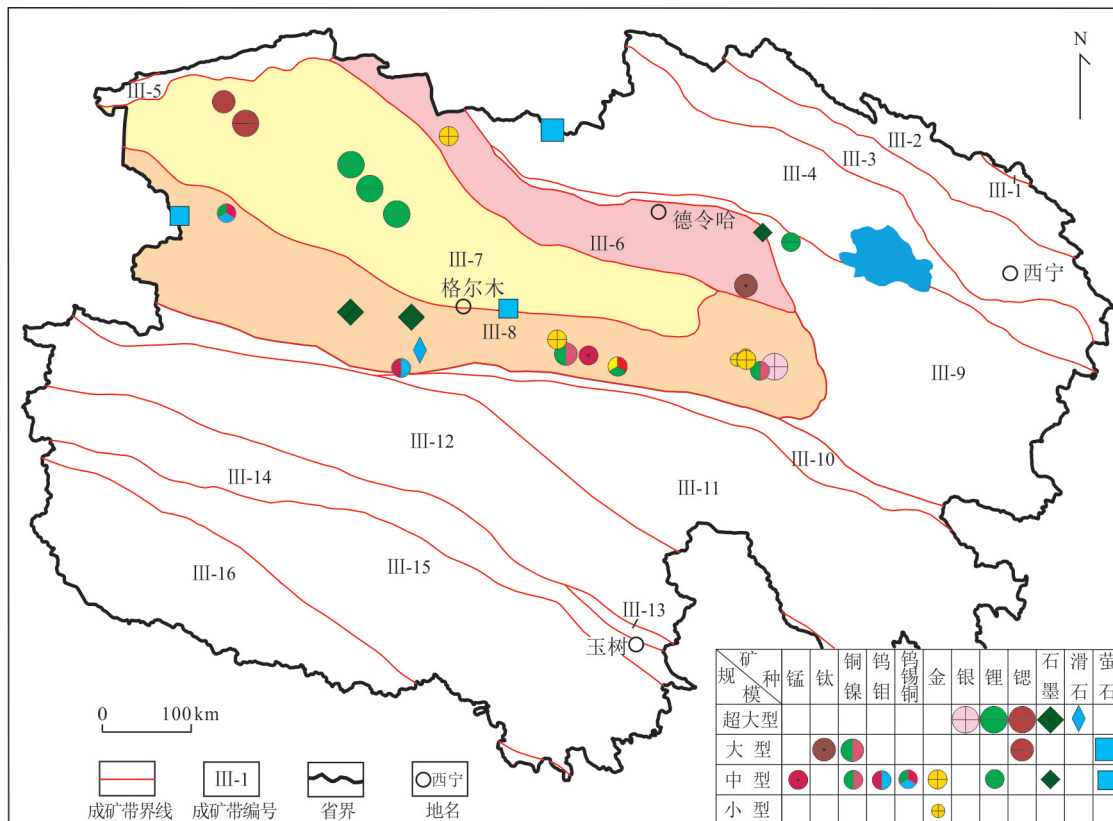 N
III-5
III-2
III-3
III-1
III-4
德令哈
III-6
西宁
III-7
格尔木
III-8
III-9
III-12
III-10
III-14
III-11
III-15
III-16
III-13
玉树
0 100 km
III-1
西宁
成矿带界线 成矿带编号 省界 地名
矿种 规模 锰 钛 铜镍 钨钼 钨锡铜 金 银 锂 锶 石墨 滑石 萤石
超大型
大 型
中 型
小 型